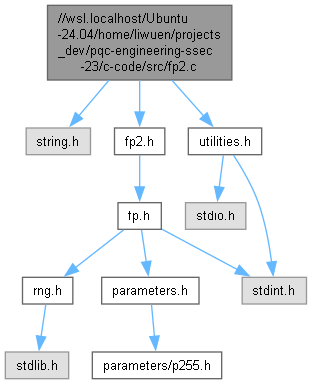 //wsl.localhost/Ubuntu
-24.04/home/liwuen/projects
_dev/pqc-engineering-ssec
-23/c-code/src/fp2.c
string.h
fp2.h
utilities.h
fp.h
stdio.h
rng.h
parameters.h
stdint.h
stdlib.h
parameters/p255.h